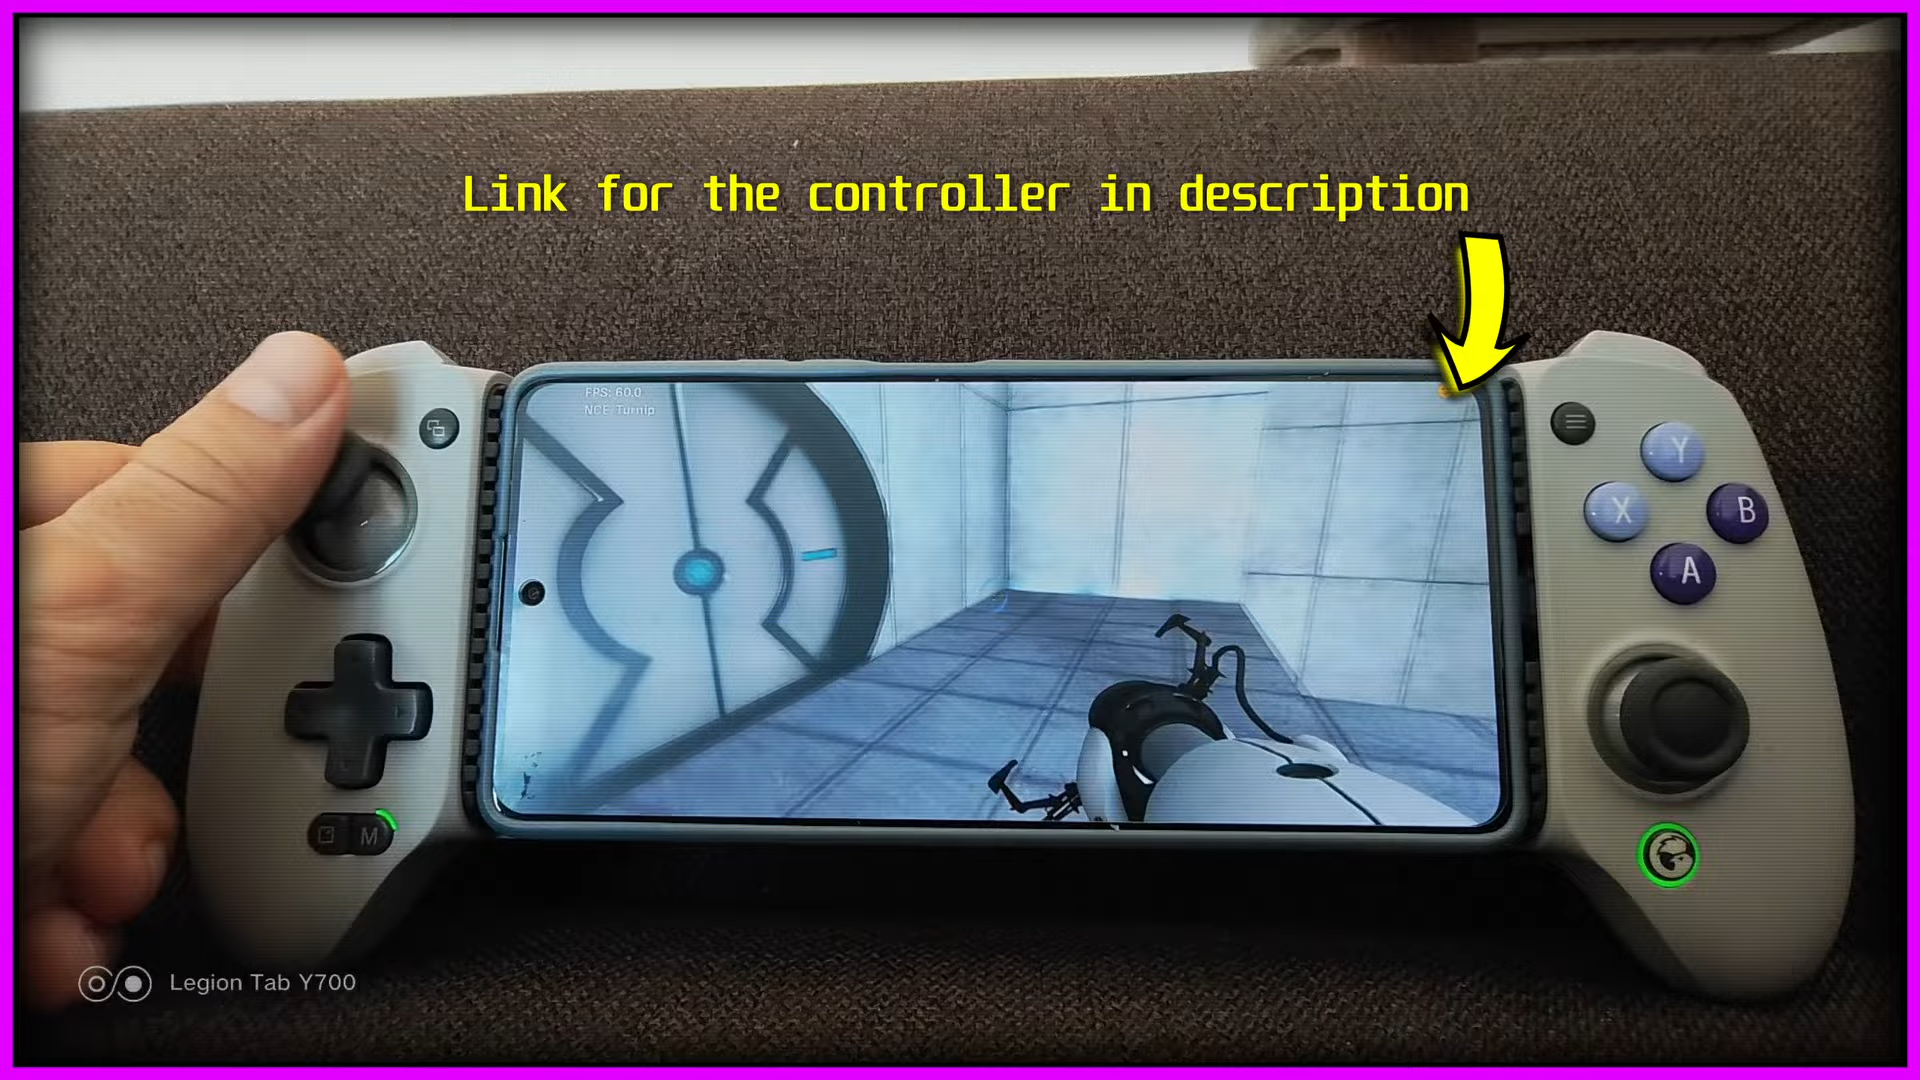 Link for the controller in description
FPS: 60.0
NCE Turnip
Y
X
B
A
M
Legion Tab Y700